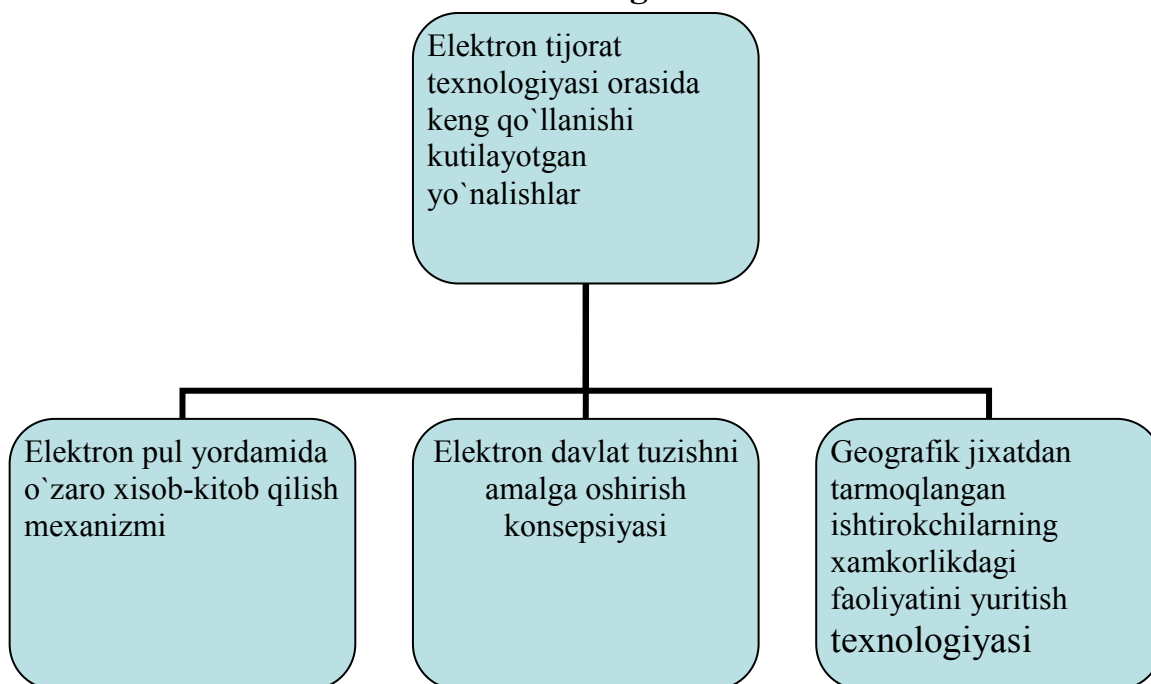 Elektron tijorat
texnologiyasi orasida
keng qo`llanishi
kutilayotgan
yo`nalishlar
Elektron pul yordamida
o`zaro xisob-kitob qilish
mexanizmi
Elektron davlat tuzishni
amalga oshirish
konsepsiyasi
Geografik jixatdan
tarmoqlangan
ishtirokchilarning
xamkorlikdagi
faoliyatini yuritish
texnologiyasi